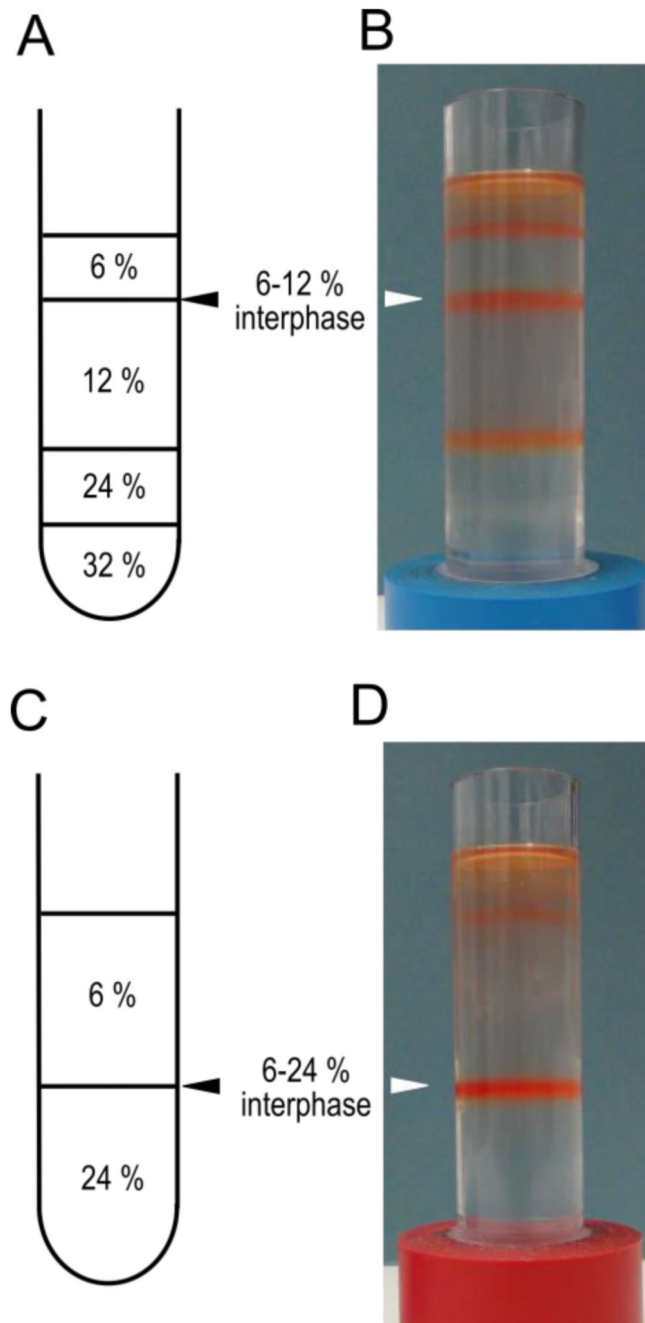 A
B
6 %
6-12 %
interphase
12 %
24 %
32 %
C
D
6 %
6-24 %
interphase
24 %